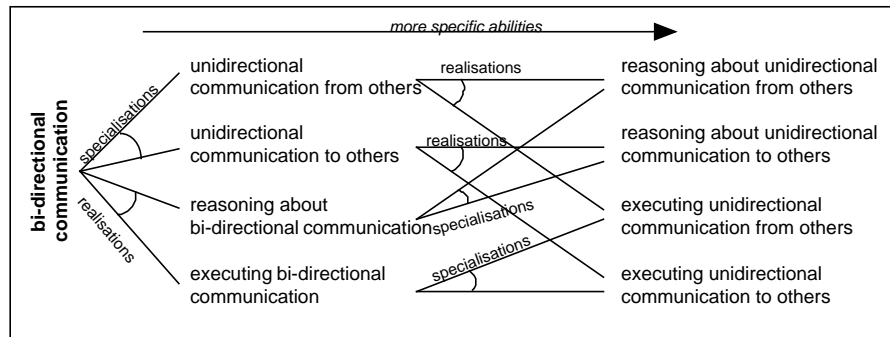 more specific abilities
bi-directional
communication
specialisations
realisations
unidirectional
communication from others
unidirectional
communication to others
reasoning about
bi-directional communication
executing bi-directional
communication
realisations
realisations
specialisations
specialisations
reasoning about unidirectional
communication from others
reasoning about unidirectional
communication to others
executing unidirectional
communication from others
executing unidirectional
communication to others